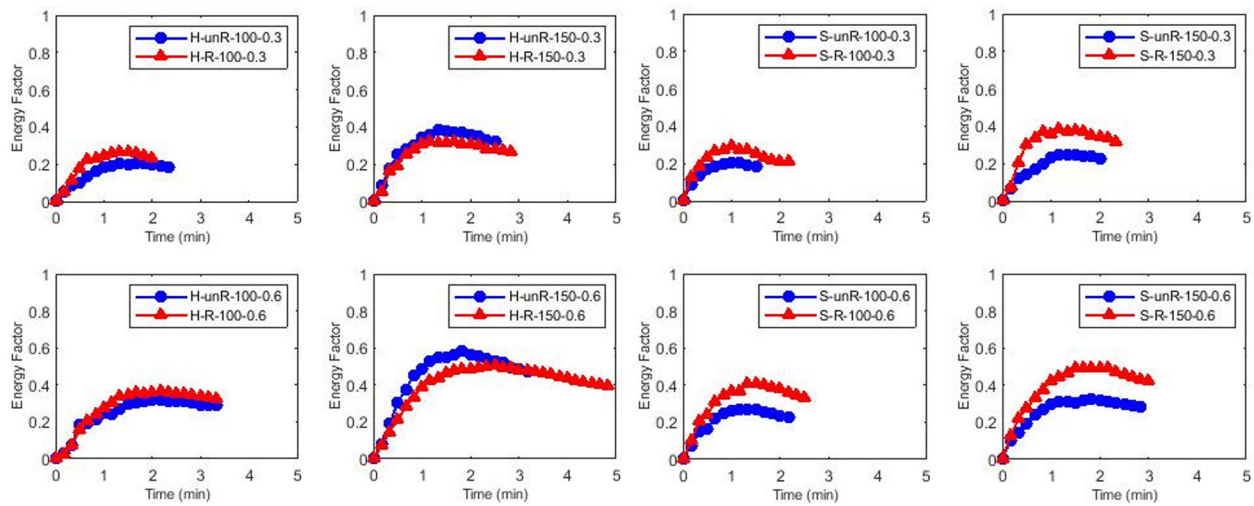 1
0.8
0.6
0.4
0.2
0
Energy Factor
H-unR-100-0.3
H-R-100-0.3
0 1 2 3 4 5
Time (min)
1
0.8
0.6
0.4
0.2
0
Energy Factor
H-unR-150-0.3
H-R-150-0.3
0 1 2 3 4 5
Time (min)
1
0.8
0.6
0.4
0.2
0
Energy Factor
S-unR-100-0.3
S-R-100-0.3
0 1 2 3 4 5
Time (min)
1
0.8
0.6
0.4
0.2
0
Energy Factor
S-unR-150-0.3
S-R-150-0.3
0 1 2 3 4 5
Time (min)
1
0.8
0.6
0.4
0.2
0
Energy Factor
H-unR-100-0.6
H-R-100-0.6
0 1 2 3 4 5
Time (min)
1
0.8
0.6
0.4
0.2
0
Energy Factor
H-unR-150-0.6
H-R-150-0.6
0 1 2 3 4 5
Time (min)
1
0.8
0.6
0.4
0.2
0
Energy Factor
S-unR-100-0.6
S-R-100-0.6
0 1 2 3 4 5
Time (min)
1
0.8
0.6
0.4
0.2
0
Energy Factor
S-unR-150-0.6
S-R-150-0.6
0 1 2 3 4 5
Time (min)